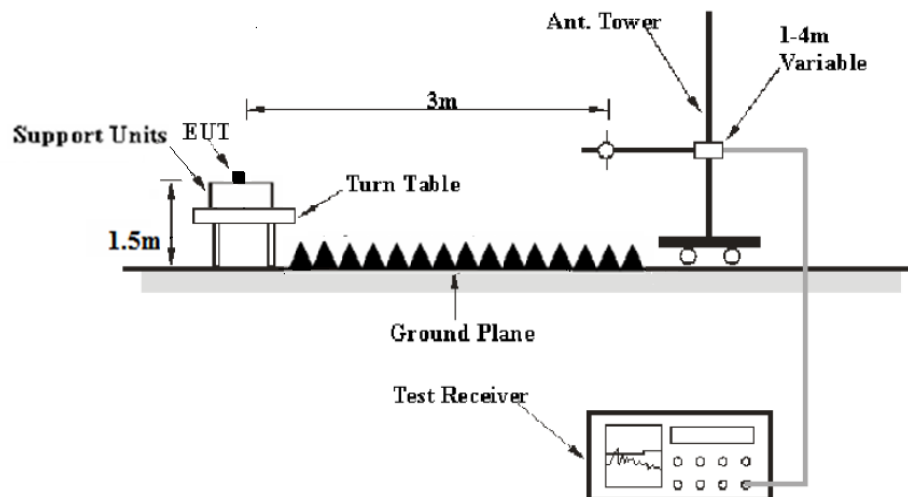 Ant. Tower
1-4m
Variable
3m
Support Units
EUT
Turn Table
1.5m
Ground Plane
Test Receiver